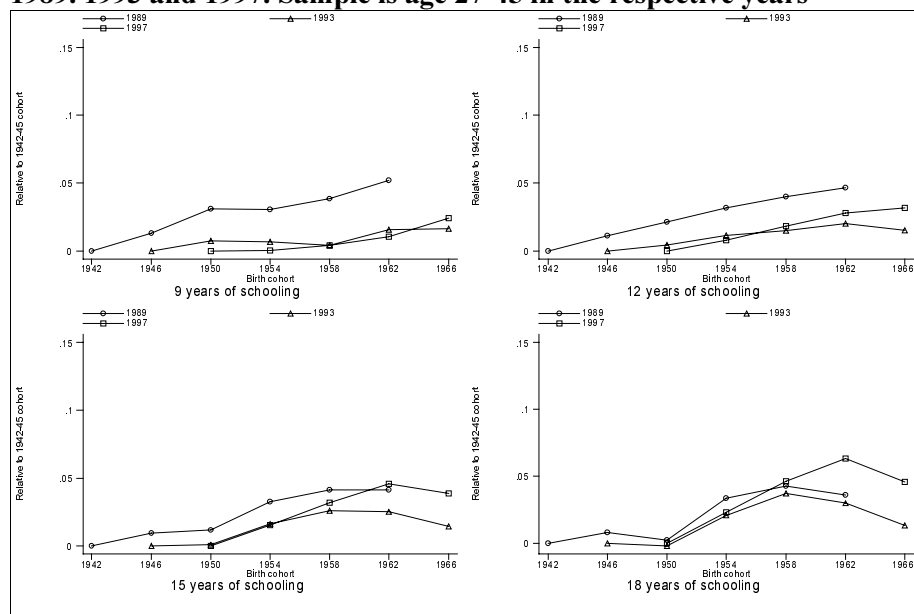 1989. 1993 and 1997. Sample is age 27-45 in the respective years
1989 1993
1997
Relative to 1942-45 cohort
.15
.1
.05
0
1942 1946 1950 1954 1958 1962 1966
Birth cohort
9 years of schooling
1989 1993
1997
Relative to 1942-45 cohort
.15
.1
.05
0
1942 1946 1950 1954 1958 1962 1966
Birth cohort
12 years of schooling
1989 1993
1997
Relative to 1942-45 cohort
.15
.1
.05
0
1942 1946 1950 1954 1958 1962 1966
Birth cohort
15 years of schooling
1989 1993
1997
Relative to 1942-45 cohort
.15
.1
.05
0
1942 1946 1950 1954 1958 1962 1966
Birth cohort
18 years of schooling